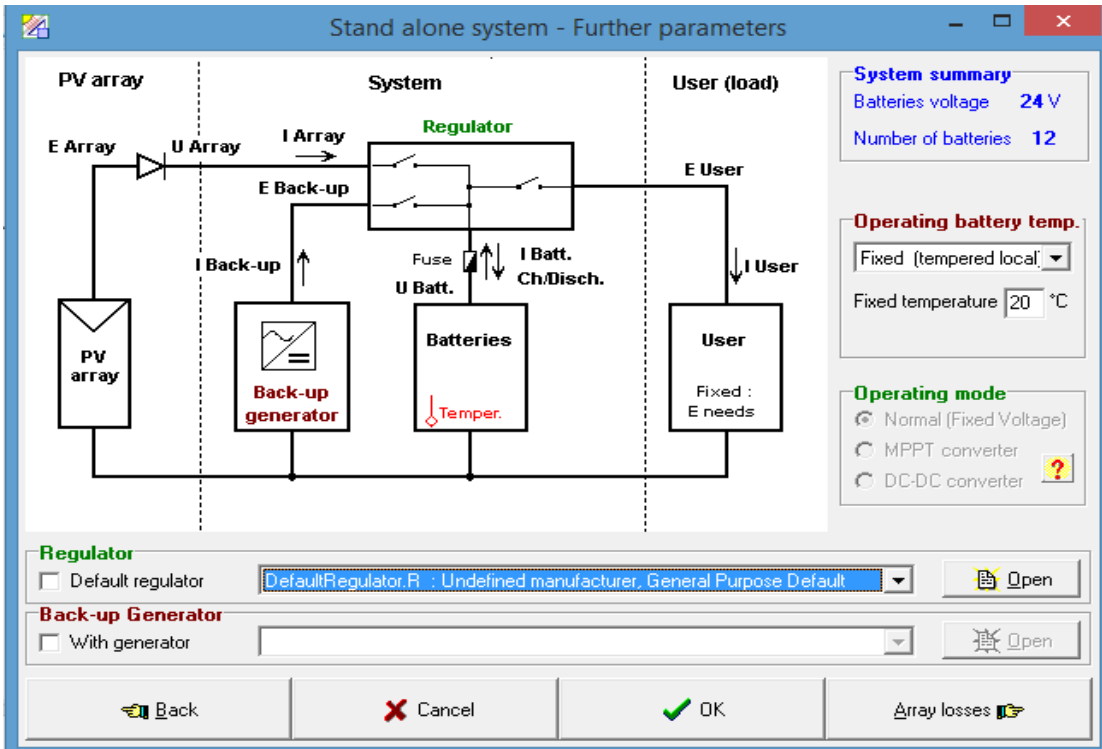 Stand alone system - Further parameters
PV array
System
User (load)
E Array
U Array
I Array
Regulator
E Back-up
E User
I Back-up
Fuse
I Batt.
Ch/Disch.
U Batt.
I User
PV
array
Back-up
generator
Batteries
Temper.
User
Fixed :
E needs
System summary
Batteries voltage 24 V
Number of batteries 12
Operating battery temp.
Fixed (tempered local)
Fixed temperature 20 °C
Operating mode
Normal (Fixed Voltage)
MPPT converter
DC-DC converter
?
Regulator
Default regulator DefaultRegulator.R : Undefined manufacturer, General Purpose Default Open
Back-up Generator
With generator Open
Back Cancel OK Array losses